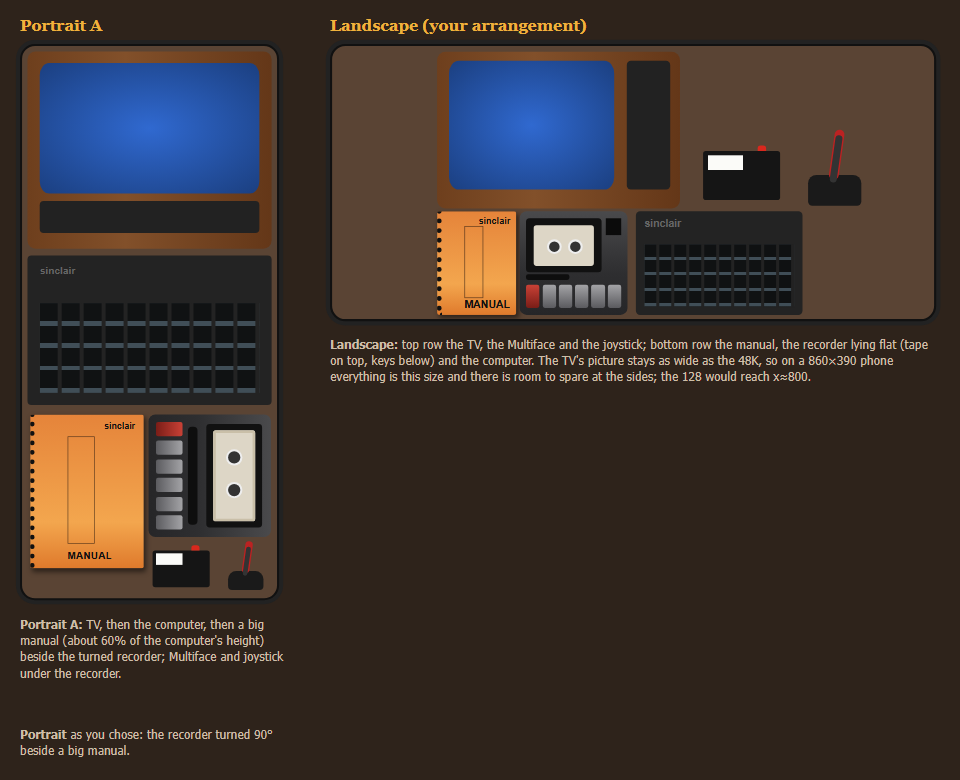 Portrait A
sinclair
sinclair
MANUAL
Portrait A: TV, then the computer, then a big
manual (about 60% of the computer's height)
beside the turned recorder; Multiface and joystick
under the recorder.
Portrait as you chose: the recorder turned 90°
beside a big manual.
Landscape (your arrangement)
sinclair
MANUAL
sinclair
Landscape: top row the TV, the Multiface and the joystick; bottom row the manual, the recorder lying flat (tape
on top, keys below) and the computer. The TV's picture stays as wide as the 48K, so on a 860×390 phone
everything is this size and there is room to spare at the sides; the 128 would reach x≈800.